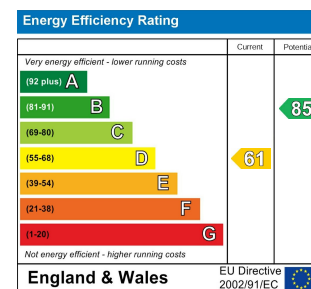 Energy Efficiency Rating
Current
Potentia
Very energy efficient - lower running costs
(92 plus) A
(81-91) B
85
(69-80) C
(55-68) D
61
(39-54) E
(21-38) F
(1-20) G
Not energy efficient - higher running costs
England & Wales
EU Directive
2002/91/EC